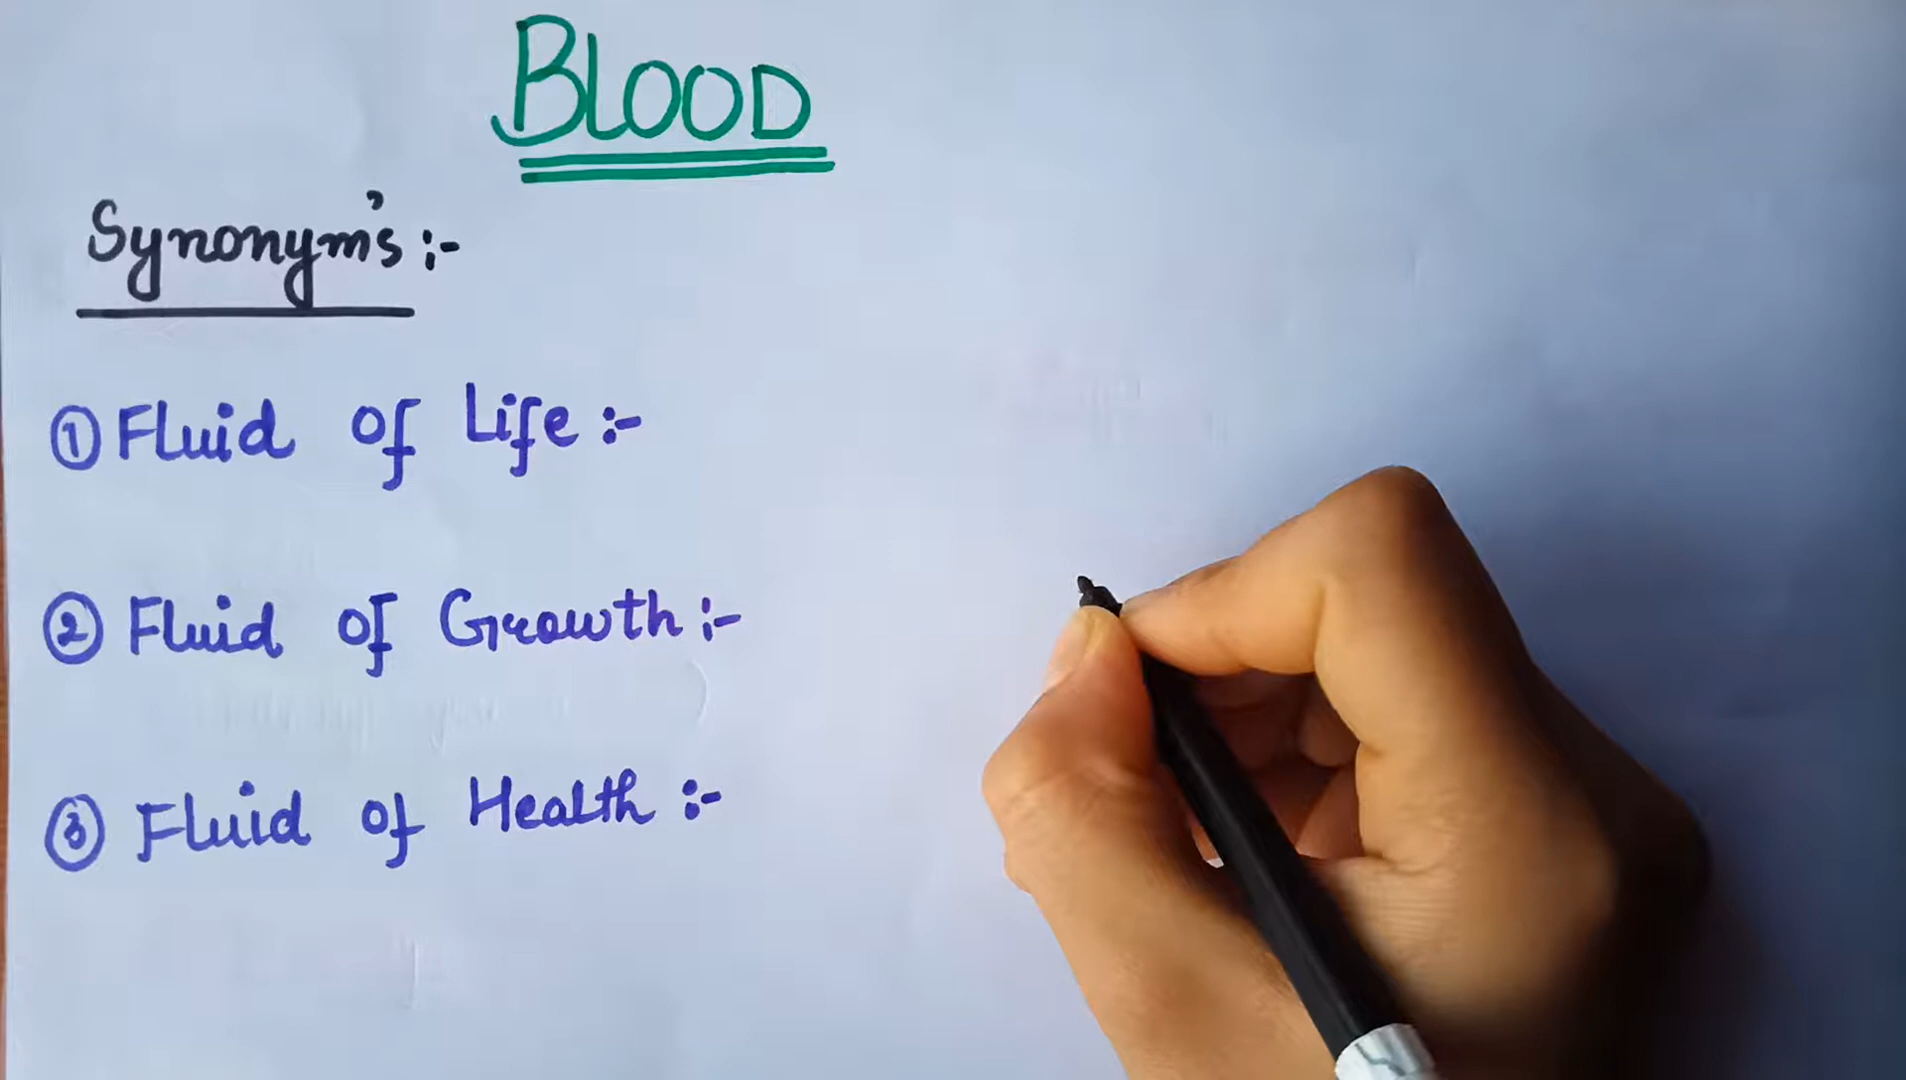 BLOOD
Synonym's :-
① Fluid of Life :-
② Fluid of Growth :-
③ Fluid of Health :-